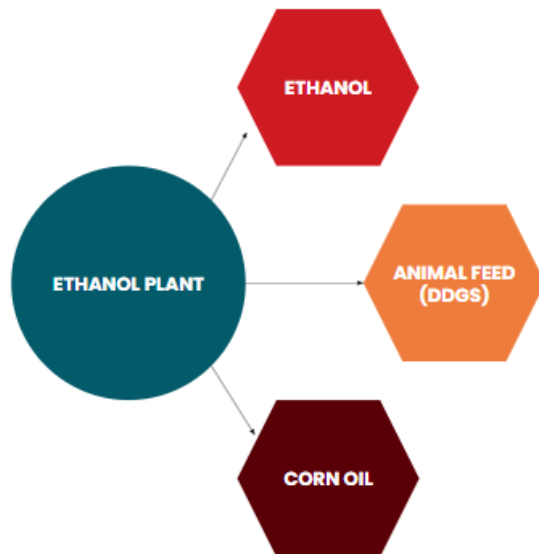 ETHANOL
ETHANOL PLANT
ANIMAL FEED
(DDGS)
CORN OIL